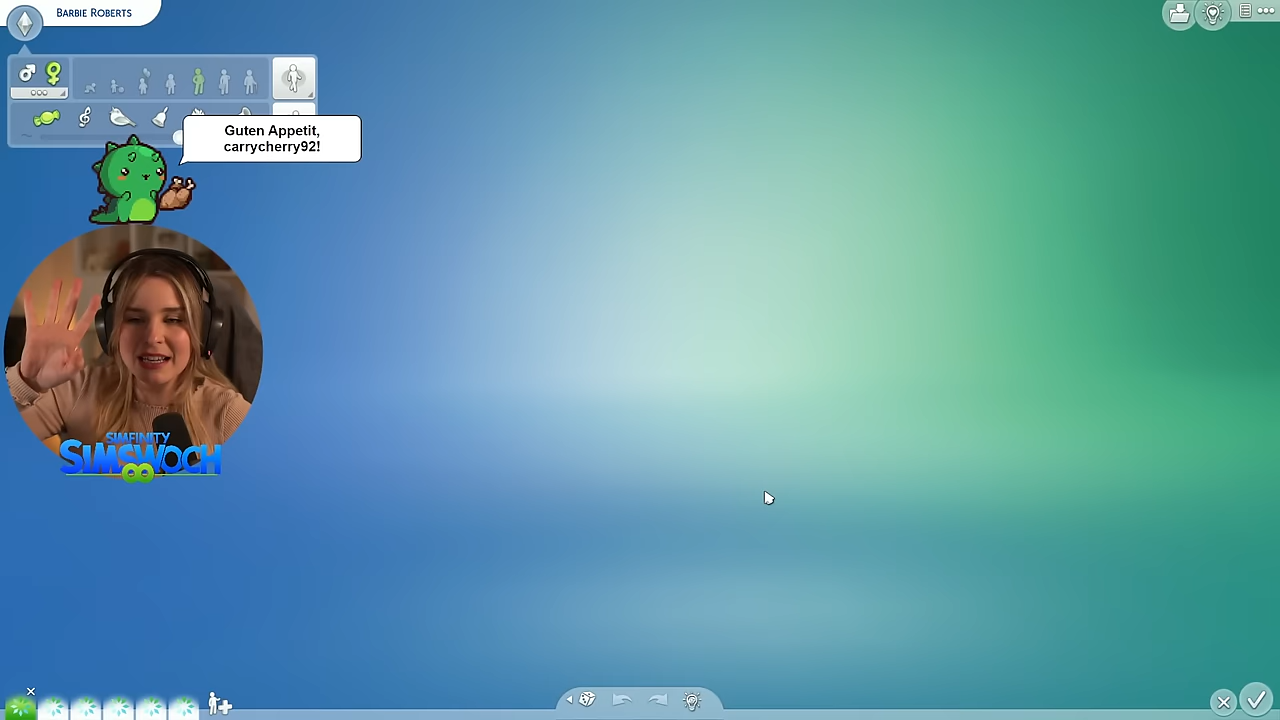 Barbie Roberts
Guten Appetit,
carrycherry92!
SIMFINITY
SIMSWOCH